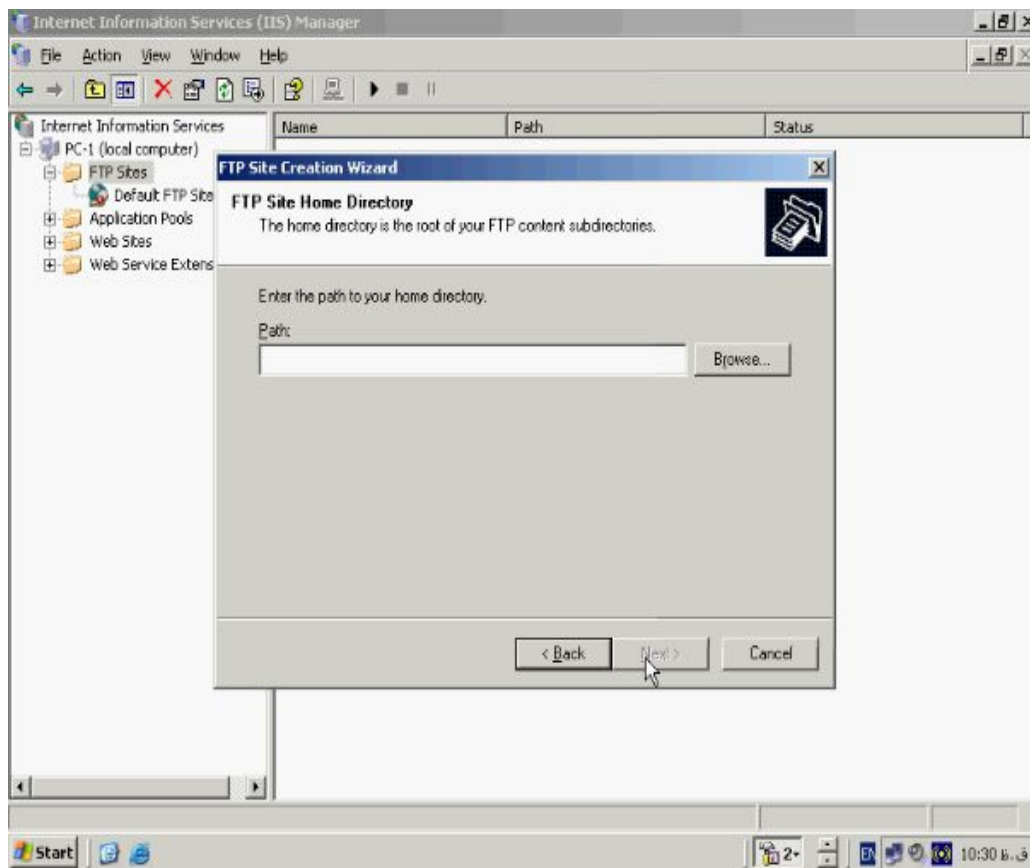 Internet Information Services (IIS) Manager
File Action View Window Help
Internet Information Services
PC-1 (local computer)
FTP Sites
Default FTP Site
Application Pools
Web Sites
Web Service Extens
Name Path Status
FTP Site Creation Wizard
FTP Site Home Directory
The home directory is the root of your FTP content subdirectories.
Enter the path to your home directory.
Path:
Browse...
< Back Next > Cancel
Start 2 EN 10:30 ب.ظ